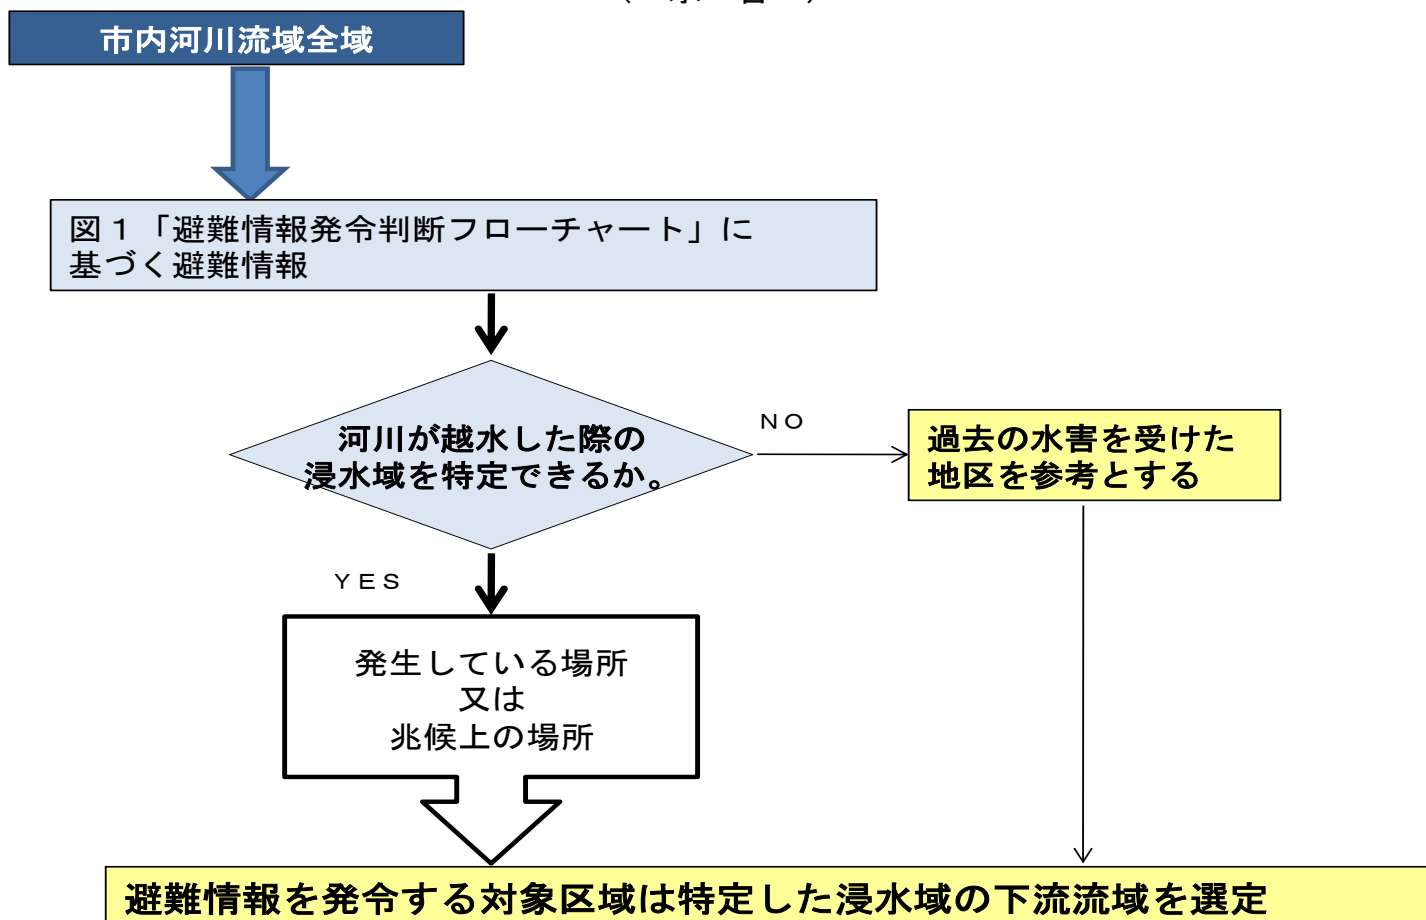 市内河川流域全域
図１「避難情報発令判断フローチャート」に
基づく避難情報
河川が越水した際の
浸水域を特定できるか。
ＮＯ
過去の水害を受けた
地区を参考とする
ＹＥＳ
発生している場所
又は
兆候上の場所
避難情報を発令する対象区域は特定した浸水域の下流流域を選定